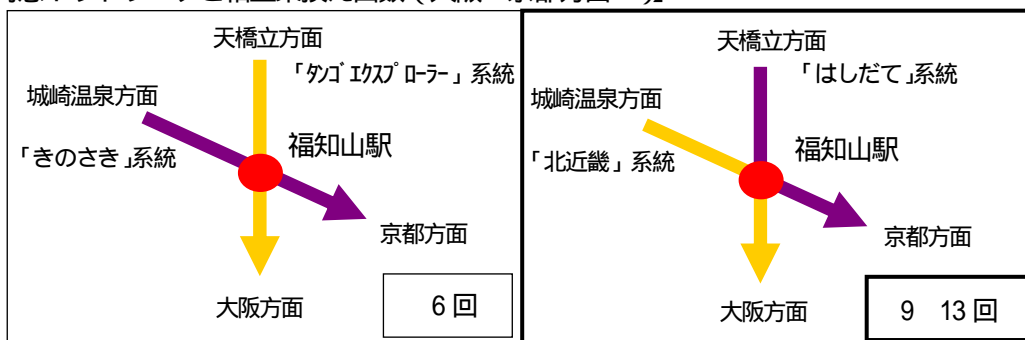 天橋立方面
「タンゴエクスプローラー」系統
城崎温泉方面
福知山駅
「きのさき」系統
京都方面
大阪方面
6回
天橋立方面
「はしだて」系統
城崎温泉方面
福知山駅
「北近畿」系統
京都方面
大阪方面
9 13回